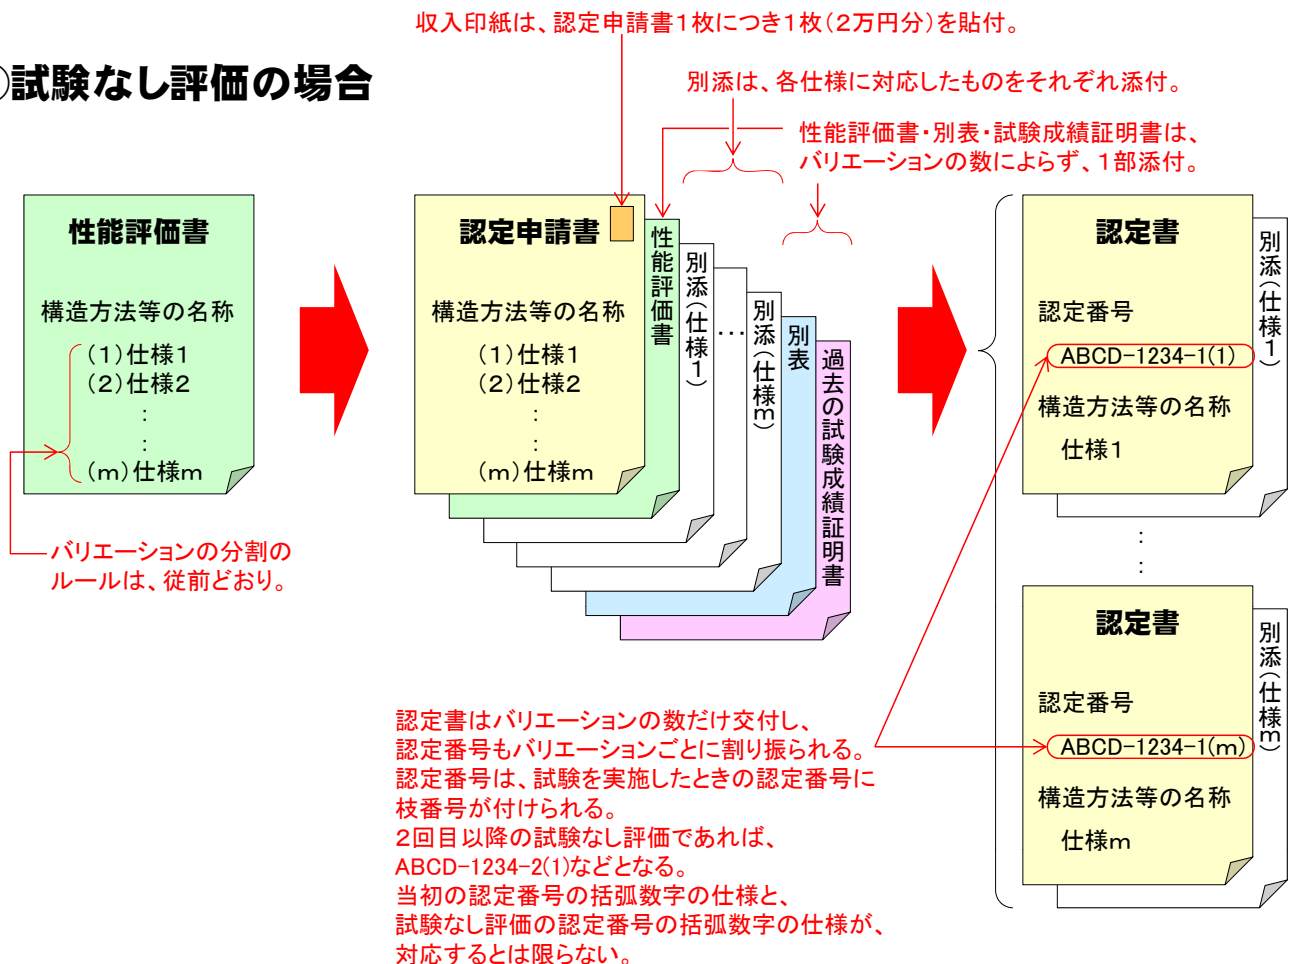 収入印紙は、認定申請書1枚につき1枚(2万円分)を貼付。
試験なし評価の場合
別添は、各仕様に対応したものをそれぞれ添付。
性能評価書・別表・試験成績証明書は、
バリエーションの数によらず、1部添付。
性能評価書
構造方法等の名称
(1)仕様1
(2)仕様2
:
:
(m)仕様m
バリエーションの分割の
ルールは、従前どおり。
認定申請書
構造方法等の名称
(1)仕様1
(2)仕様2
:
:
(m)仕様m
性能評価書
別添(仕様1)
…
別添(仕様m)
別表
過去の試験成績証明書
認定書
認定番号
ABCD-1234-1(1)
構造方法等の名称
仕様1
別添(仕様1)
:
:
認定書
認定番号
ABCD-1234-1(m)
構造方法等の名称
仕様m
別添(仕様m)
認定書はバリエーションの数だけ交付し、
認定番号もバリエーションごとに割り振られる。
認定番号は、試験を実施したときの認定番号に
枝番号が付けられる。
2回目以降の試験なし評価であれば、
ABCD-1234-2(1)などとなる。
当初の認定番号の括弧数字の仕様と、
試験なし評価の認定番号の括弧数字の仕様が、
対応するとは限らない。